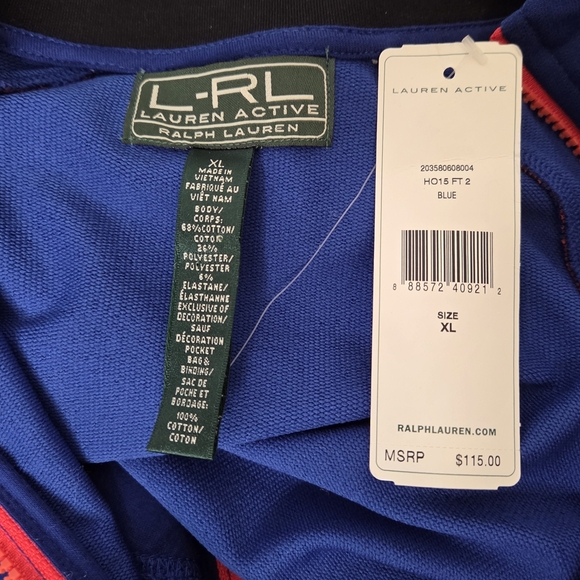 L-RL
LAUREN ACTIVE
RALPH LAUREN
XL
MADE IN
VIETNAM
FABRIQUÉ AU
VIÊT NAM
BODY/
CORPS:
68%COTTON/
COTON
26%
POLYESTER/
POLYESTER
6%
ELASTANE/
ÉLASTHANNE
EXCLUSIVE OF
DECORATION/
SAUF
DÉCORATION
POCKET
BAG&
BINDING/
SAC DE
POCHE ET
BORDAGE:
100%
COTTON/
COTON
LAUREN ACTIVE
203580608004
HO15 FT 2
BLUE
8 88572 40921 2
SIZE
XL
RALPHLAUREN.COM
MSRP $115.00